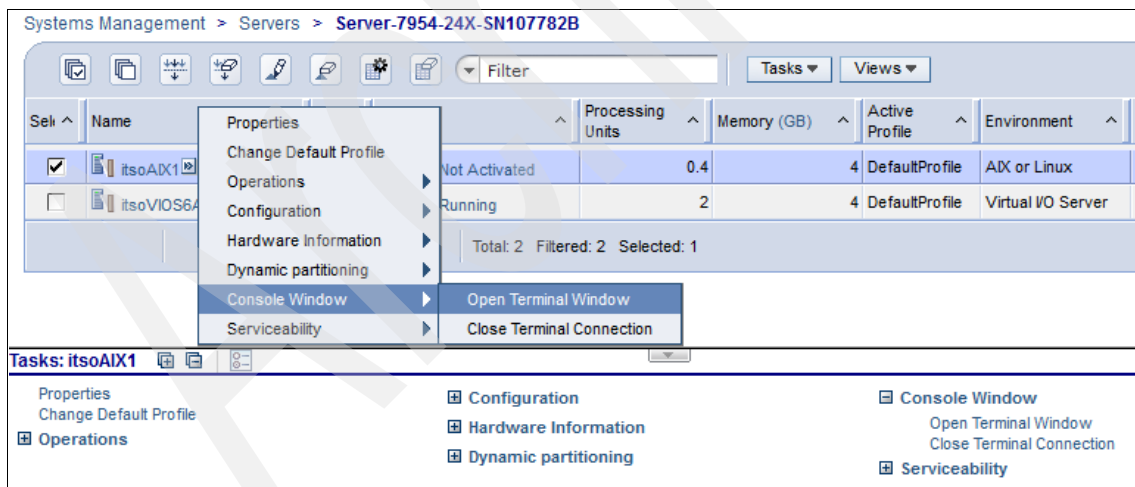 Systems Management > Servers > Server-7954-24X-SN107782B
Filter Tasks Views
Sele Name Processing Units Memory (GB) Active Profile Environment
itsoAIX1 Not Activated 0.4 4 DefaultProfile AIX or Linux
itsoVIOS6A Running 2 4 DefaultProfile Virtual I/O Server
Total: 2 Filtered: 2 Selected: 1
Properties
Change Default Profile
Operations
Configuration
Hardware Information
Dynamic partitioning
Console Window
Serviceability
Open Terminal Window
Close Terminal Connection
Tasks: itsoAIX1
Properties
Change Default Profile
Operations
Configuration
Hardware Information
Dynamic partitioning
Console Window
Open Terminal Window
Close Terminal Connection
Serviceability